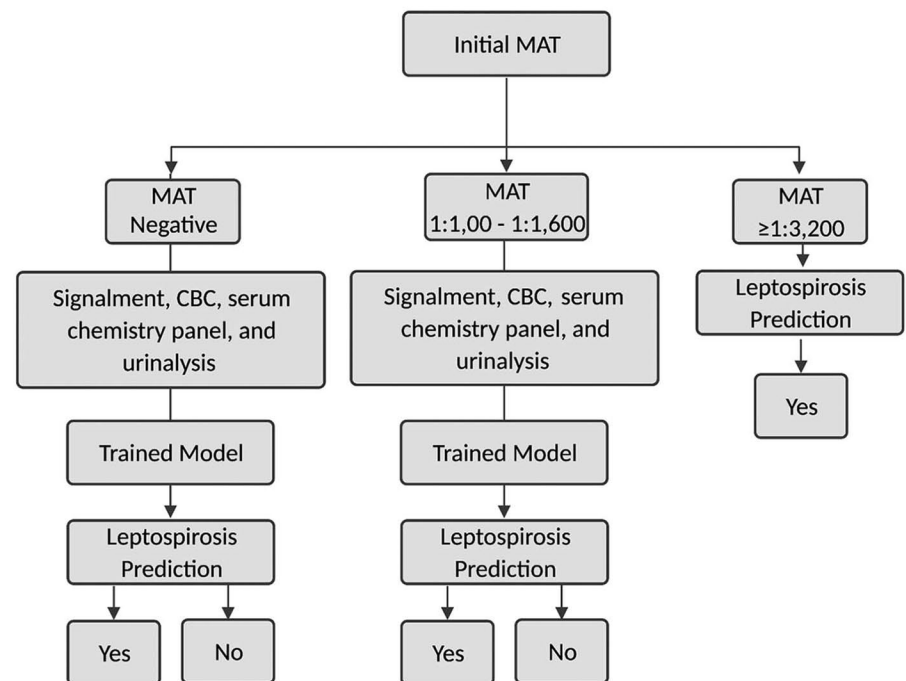 Initial MAT
MAT
Negative
MAT
1:1,00 - 1:1,600
MAT
≥1:3,200
Signalment, CBC, serum
chemistry panel, and
urinalysis
Signalment, CBC, serum
chemistry panel, and
urinalysis
Leptospirosis
Prediction
Yes
Trained Model
Trained Model
Leptospirosis
Prediction
Leptospirosis
Prediction
Yes
No
Yes
No